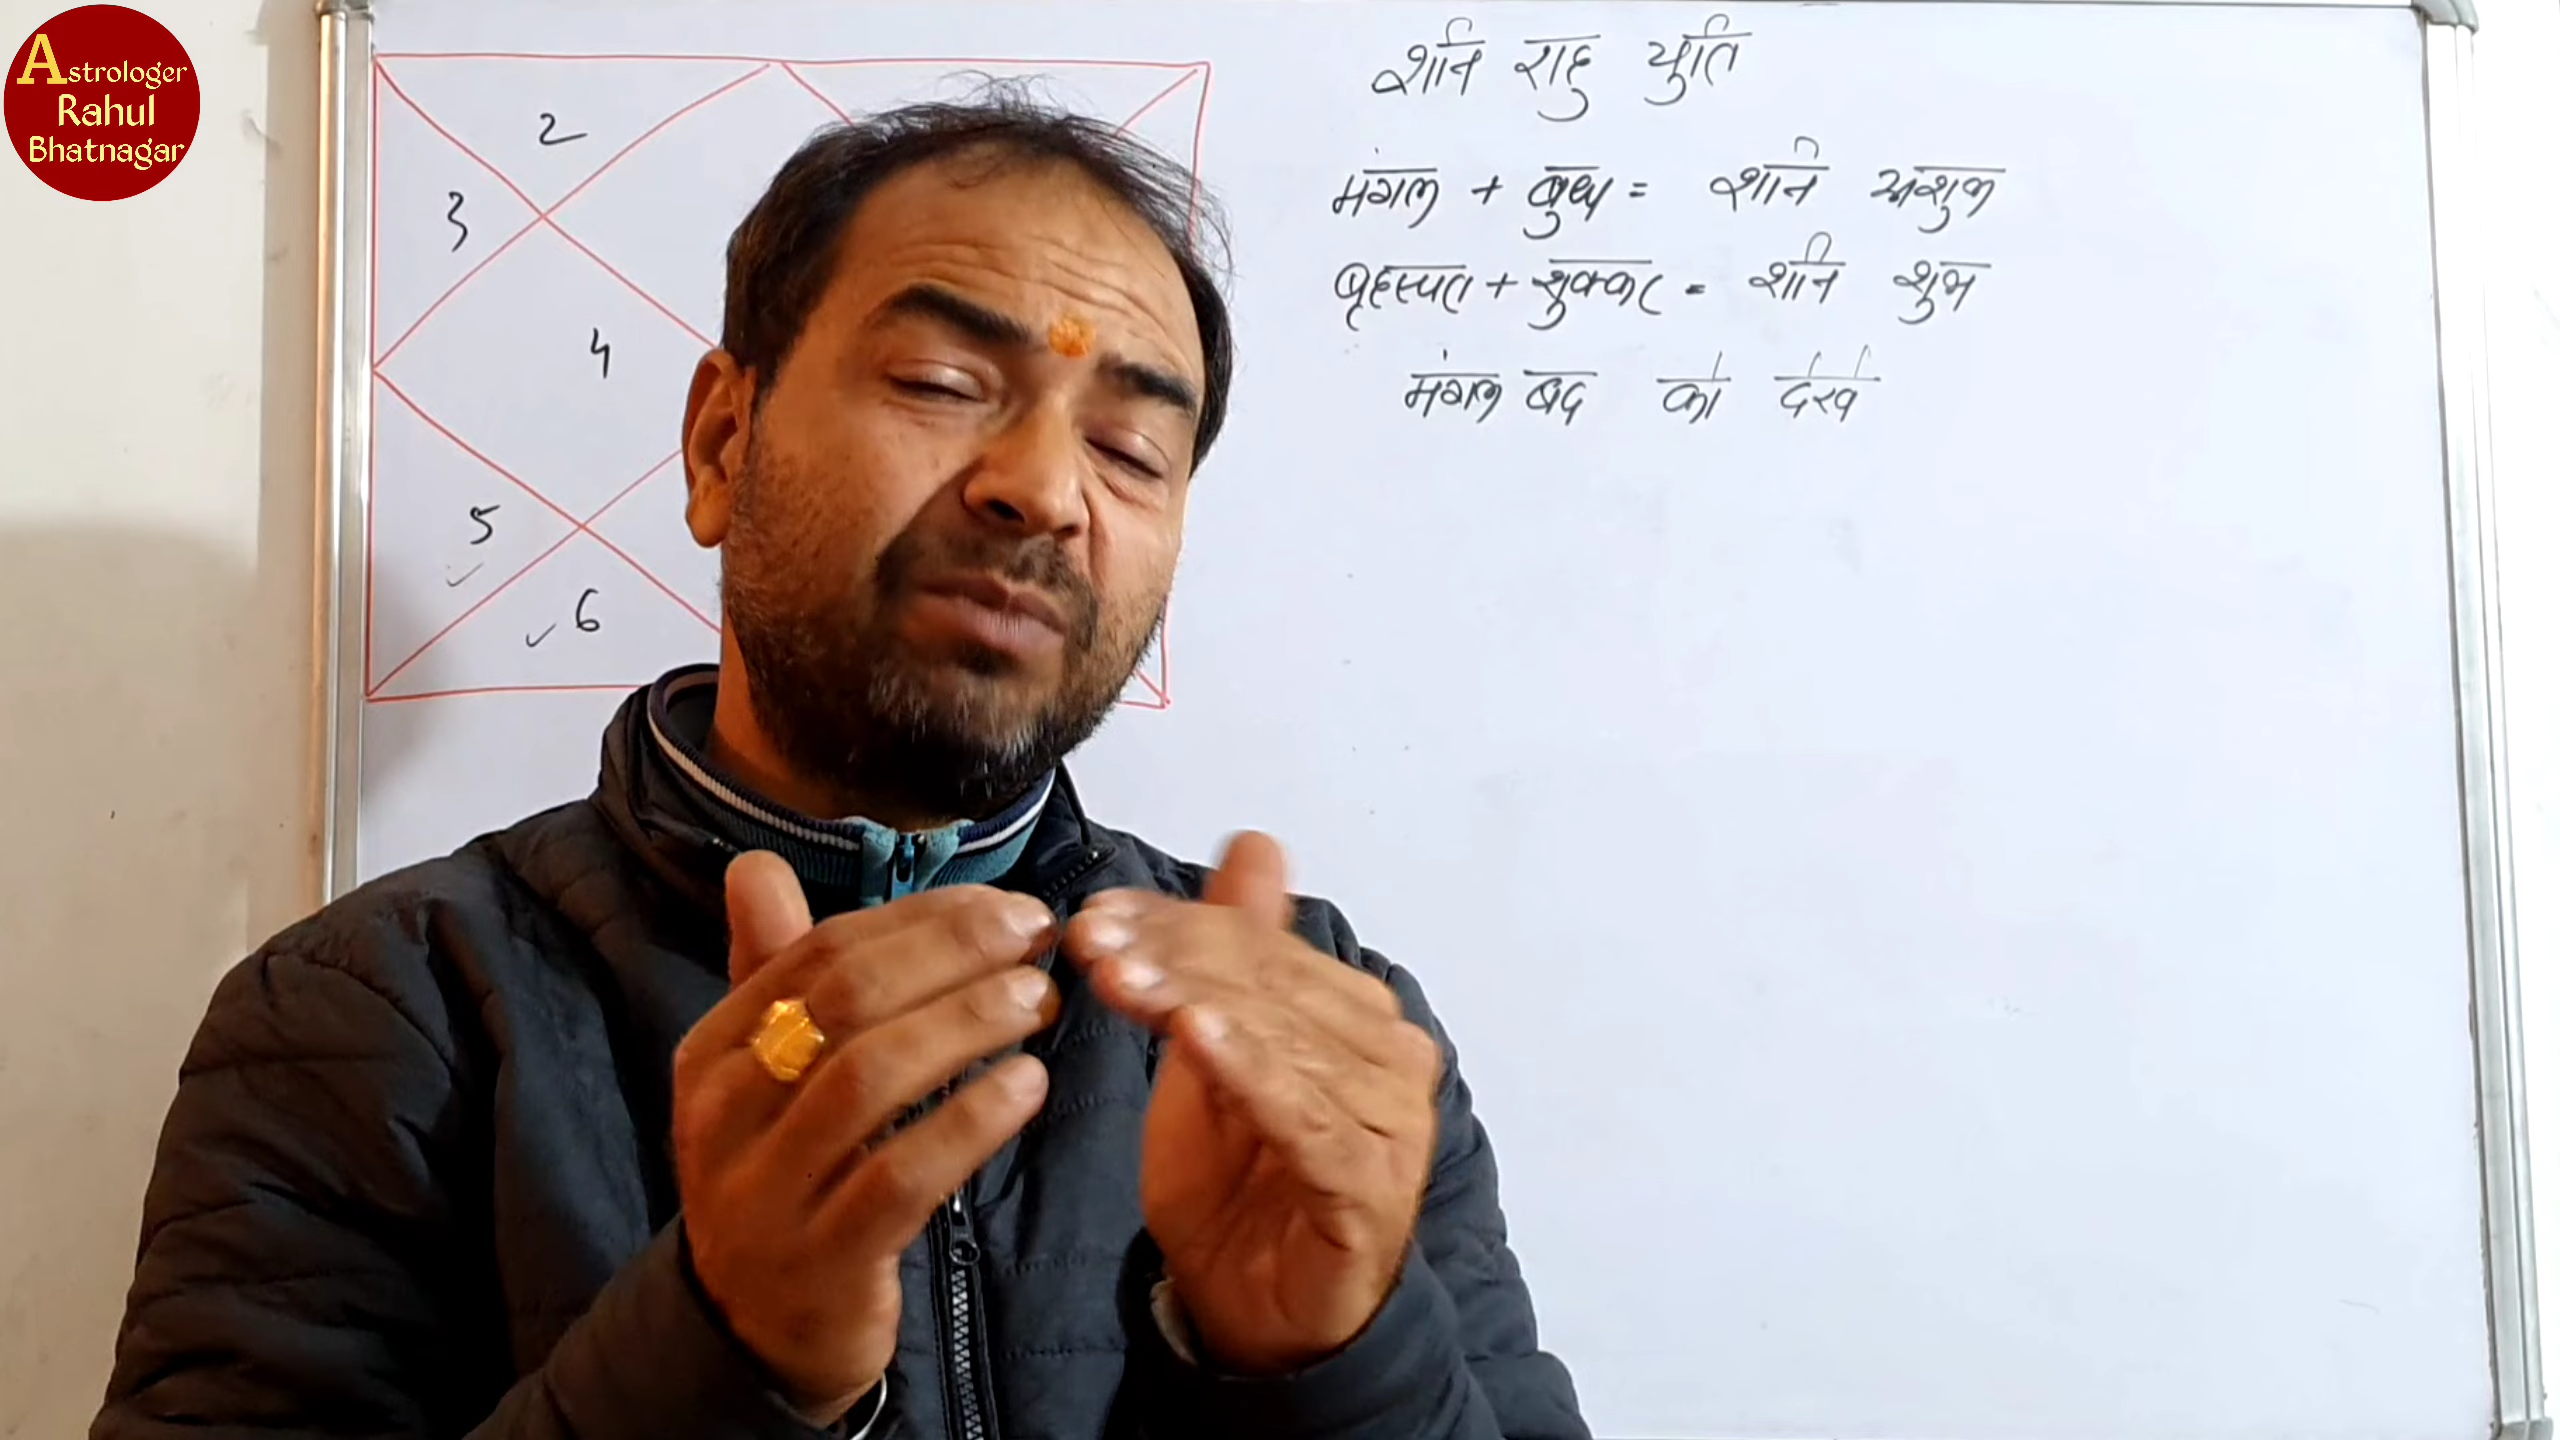 Astrologer
Rahul
Bhatnagar
2
3
4
5
6
शनि राहु युति
मंगल + बुध = शनि अशुभ
बृहस्पत + शुक्कर = शनि शुभ
मंगल बद को देखे